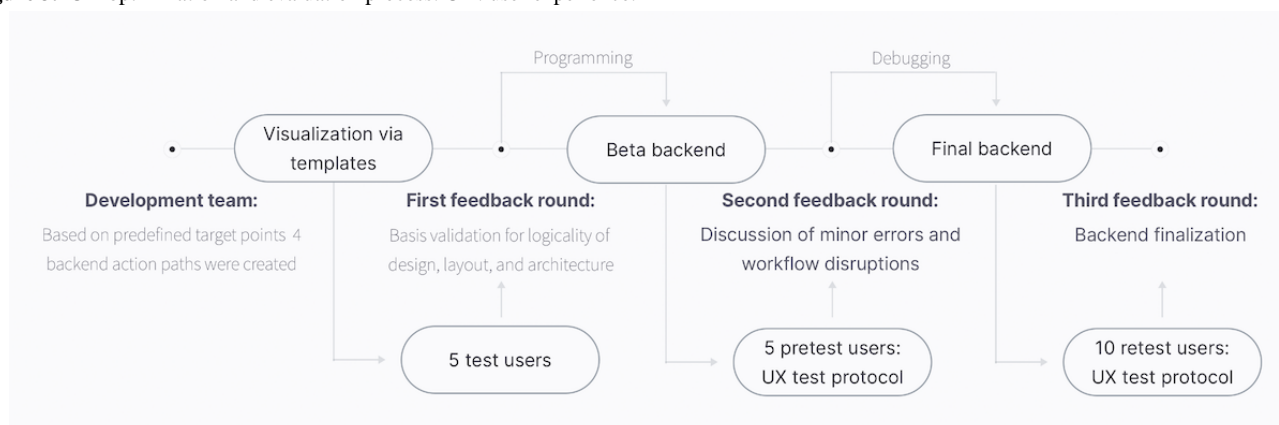 Programming
Debugging
Visualization via
templates
Beta backend
Final backend
Development team:
Based on predefined target points 4
backend action paths were created
First feedback round:
Basis validation for logicality of
design, layout, and architecture
Second feedback round:
Discussion of minor errors and
workflow disruptions
Third feedback round:
Backend finalization
5 test users
5 pretest users:
UX test protocol
10 retest users:
UX test protocol